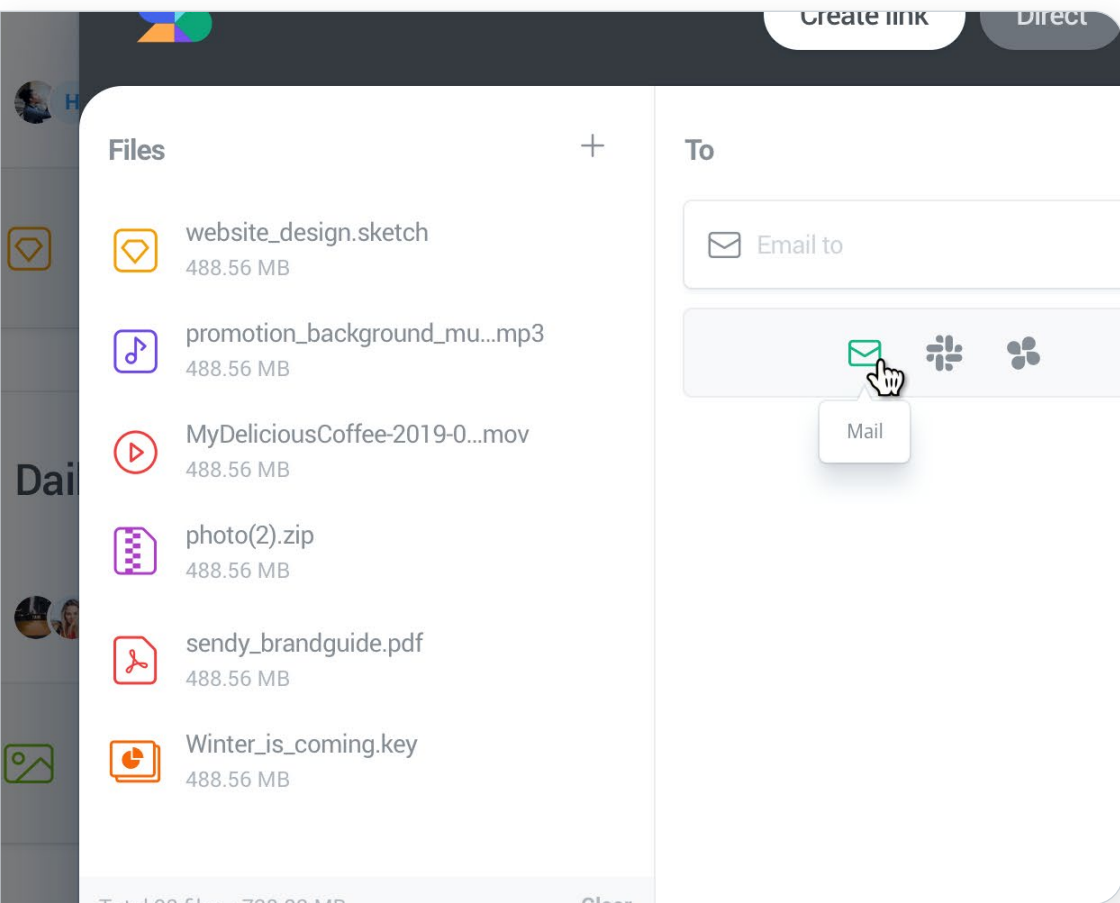 Create link
Direct
H
Files
To
website_design.sketch
488.56 MB
Email to
promotion_background_mu...mp3
488.56 MB
Mail
MyDeliciousCoffee-2019-0...mov
488.56 MB
Dai
photo(2).zip
488.56 MB
sendy_brandguide.pdf
488.56 MB
Winter_is_coming.key
488.56 MB
Clear